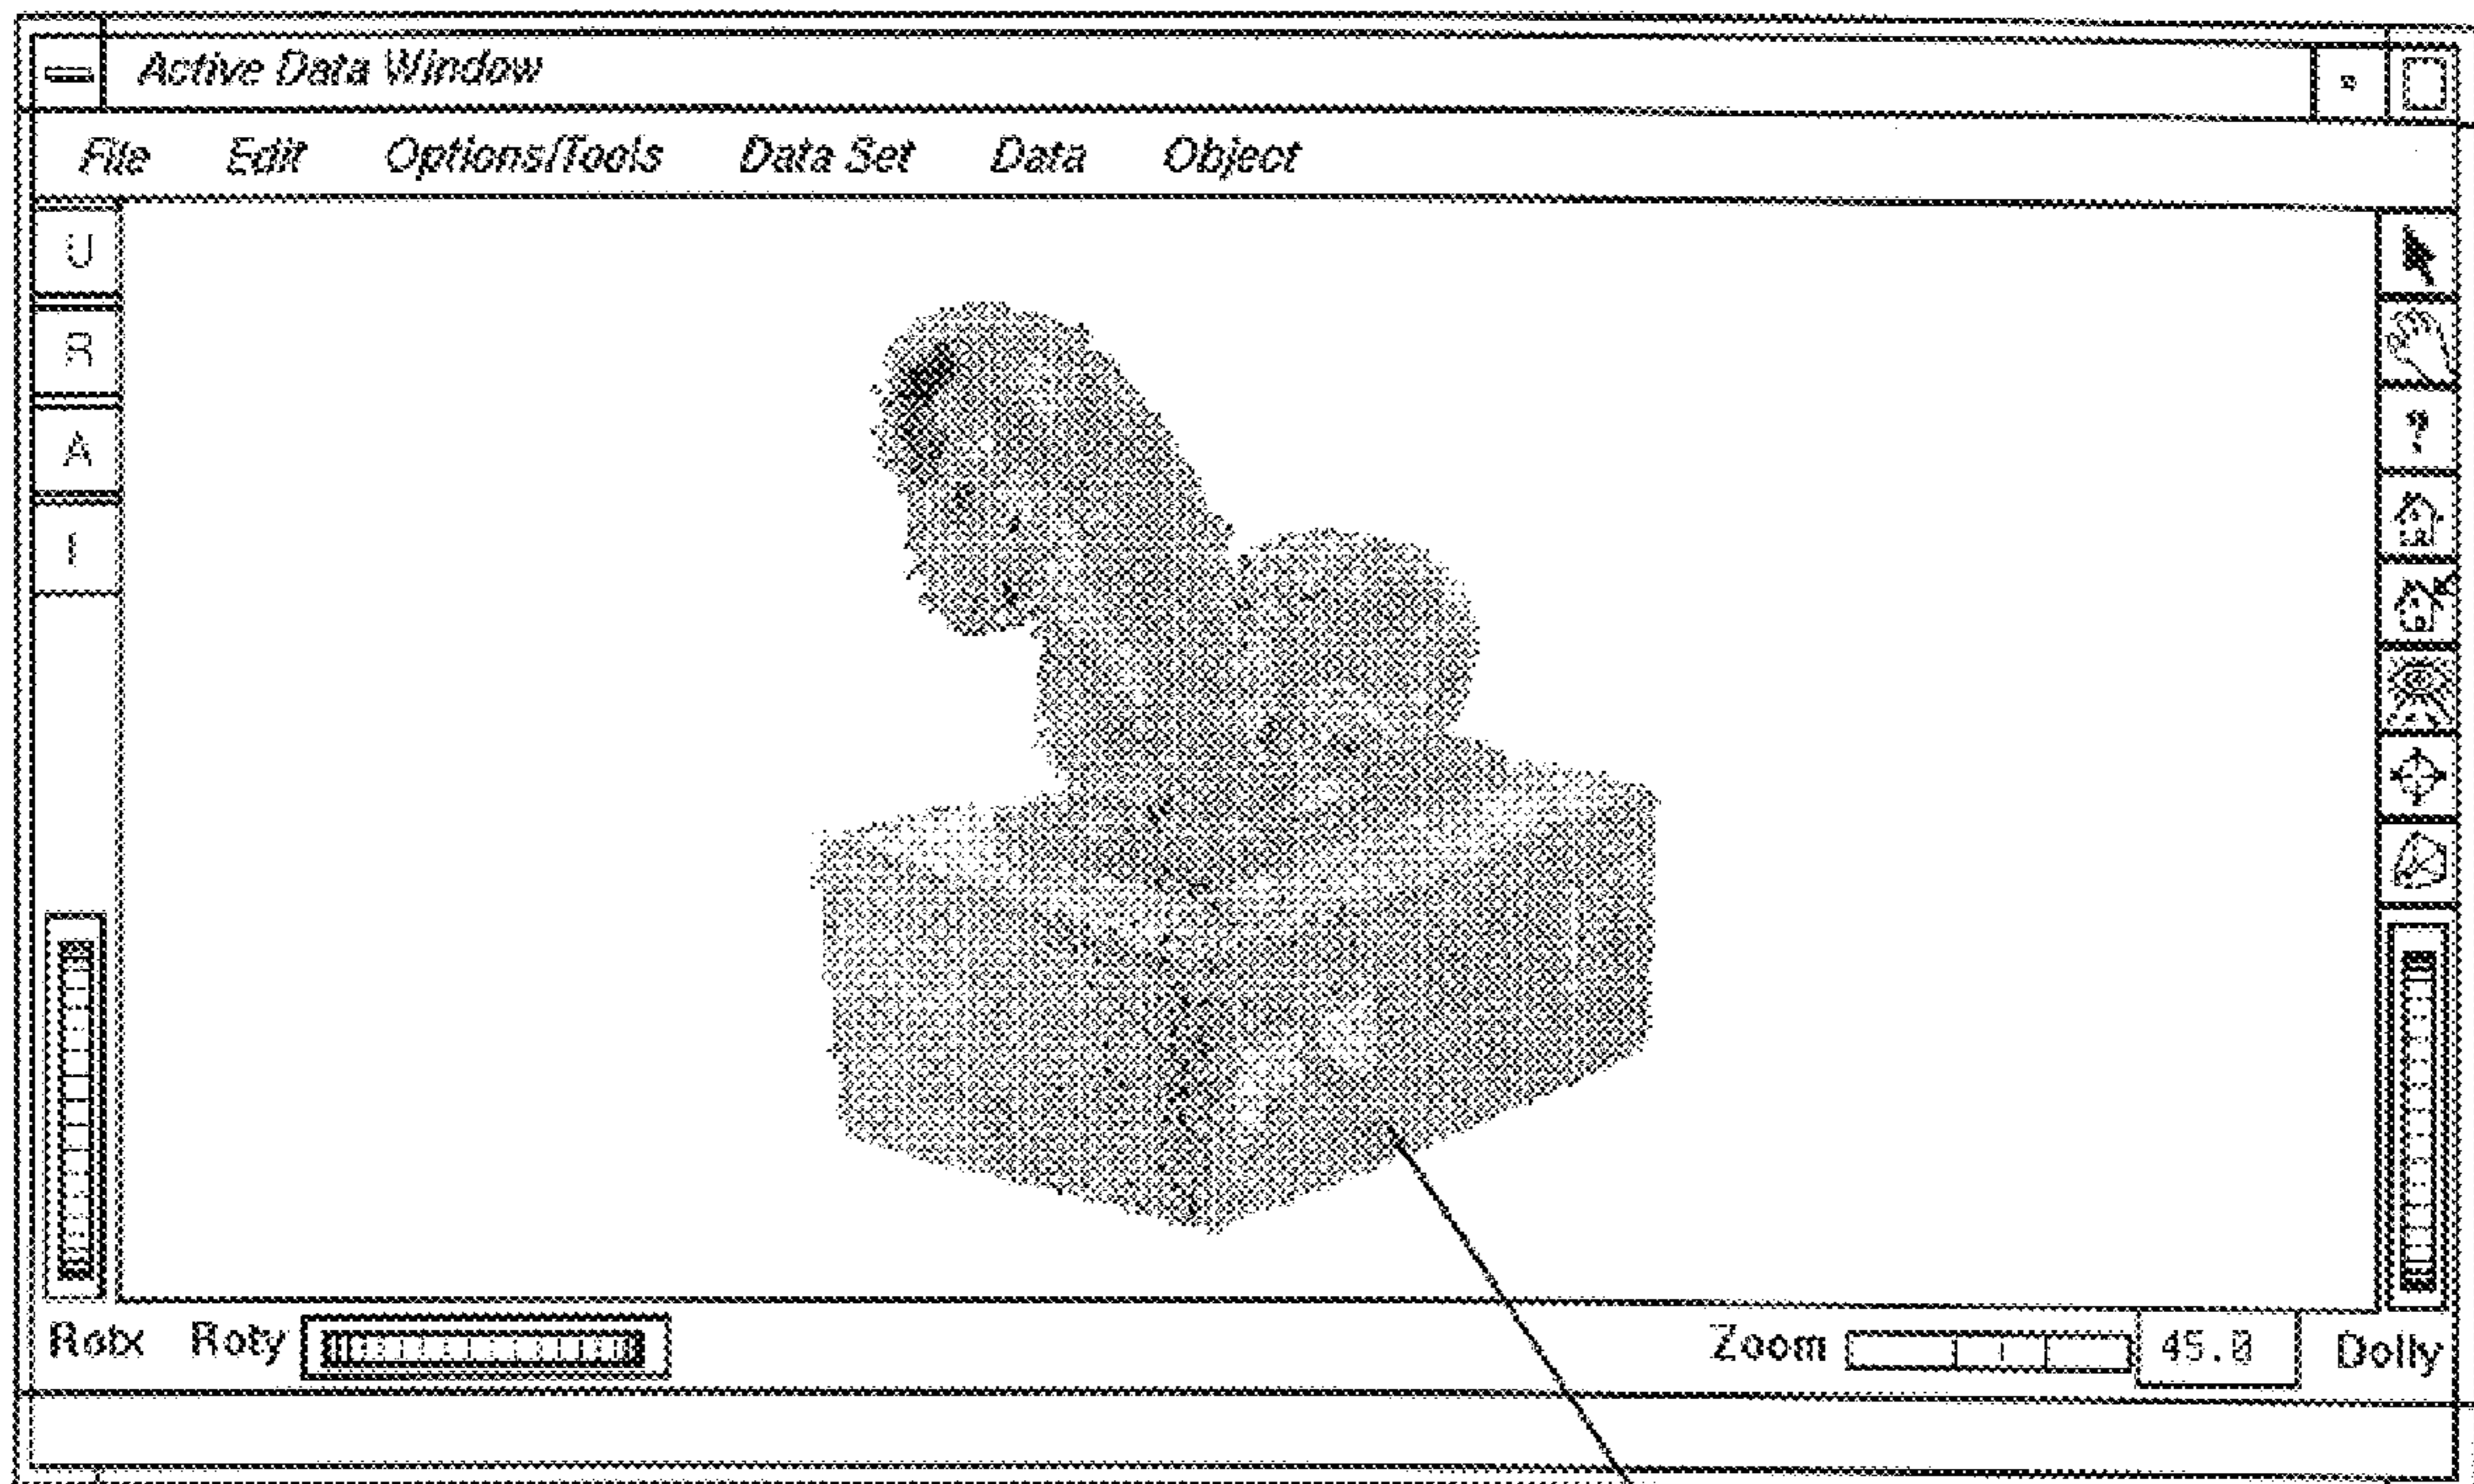 Active Data Window
File Edit Options/Tools Data Set Data Object
U
R
A
I
?
Rotx Roty Zoom 45.0 Dolly